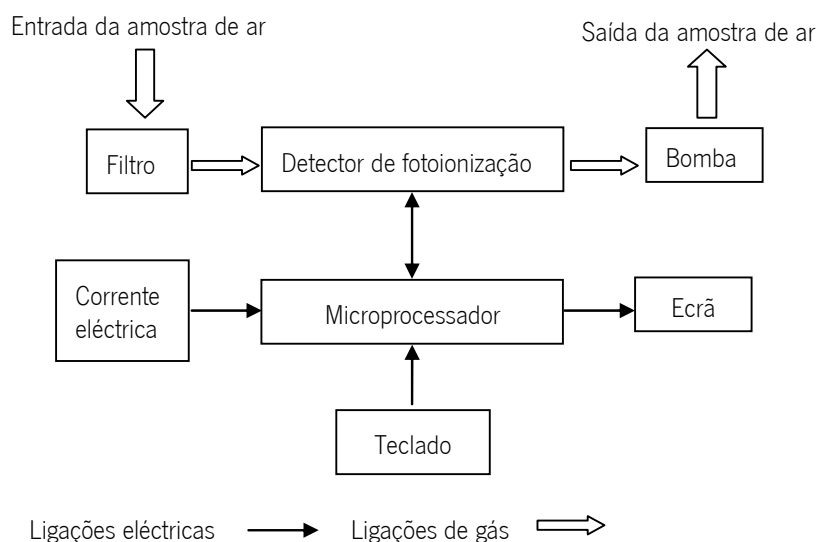 Entrada da amostra de ar
Saída da amostra de ar
Filtro
Detector de fotoionização
Bomba
Corrente
eléctrica
Microprocessador
Ecrã
Teclado
Ligações eléctricas
Ligações de gás